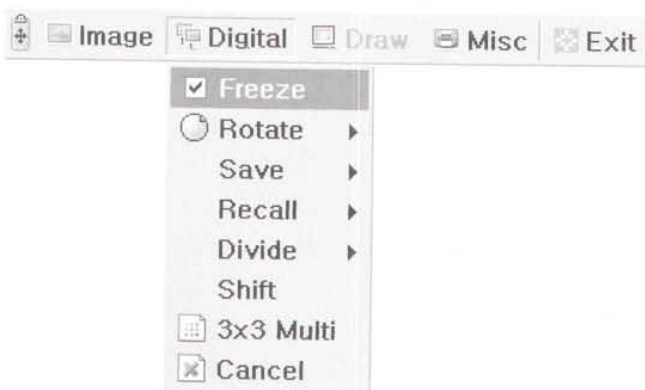 Image Digital Draw Misc Exit
Freeze
Rotate
Save
Recall
Divide
Shift
3x3 Multi
Cancel